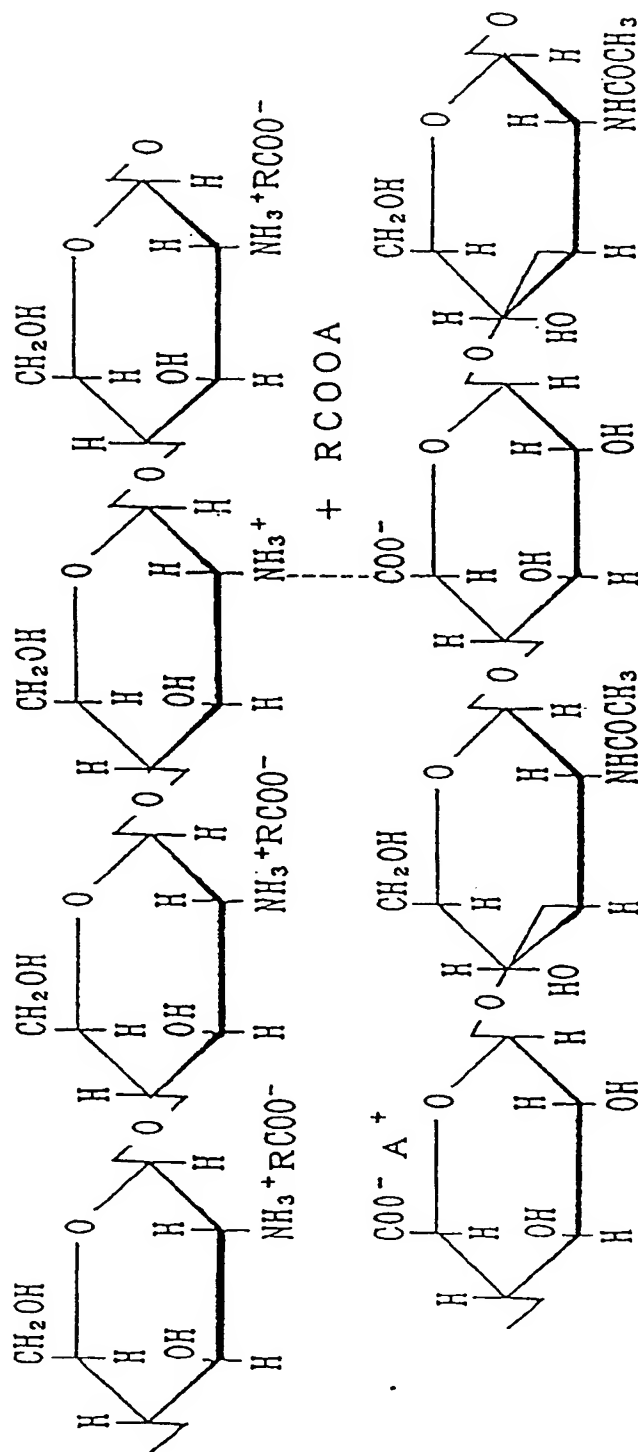 CH₂OH CH₂OH CH₂OH CH₂OH
O O O O
H H H H
H H H H
O O O O
OH H OH H OH H OH H
H H H H
H NH₃⁺RCOO⁻ H NH₃⁺RCOO⁻ H NH₃⁺ H NH₃⁺RCOO⁻
+ RCOOA
COO⁻ A⁺ CH₂OH COO⁻ CH₂OH
O O O O
H H H H
H H H H
O O O O
OH H HO H OH H HO H
H H H H
H OH H NHCOCH₃ H OH H NHCOCH₃